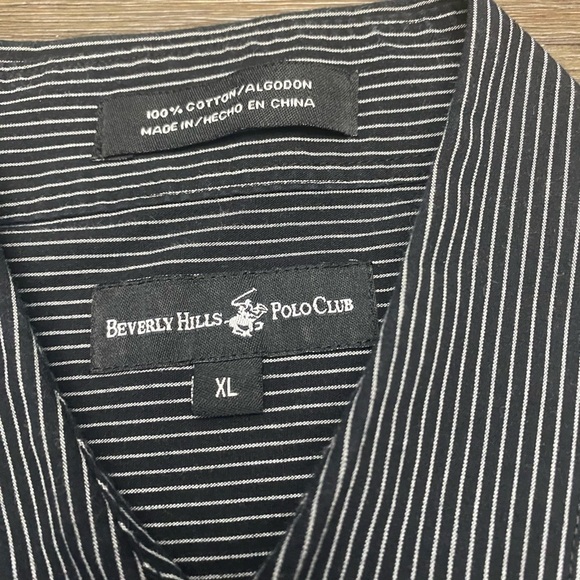 100% COTTON/ALGODON
MADE IN/HECHO EN CHINA
BEVERLY HILLS POLO CLUB
XL